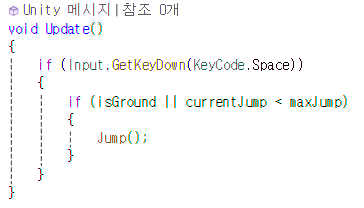 Unity 메시지 | 참조 0개
void Update()
{
    if (Input.GetKeyDown(KeyCode.Space))
    {
        if (isGround || currentJump < maxJump)
        {
            Jump();
        }
    }
}